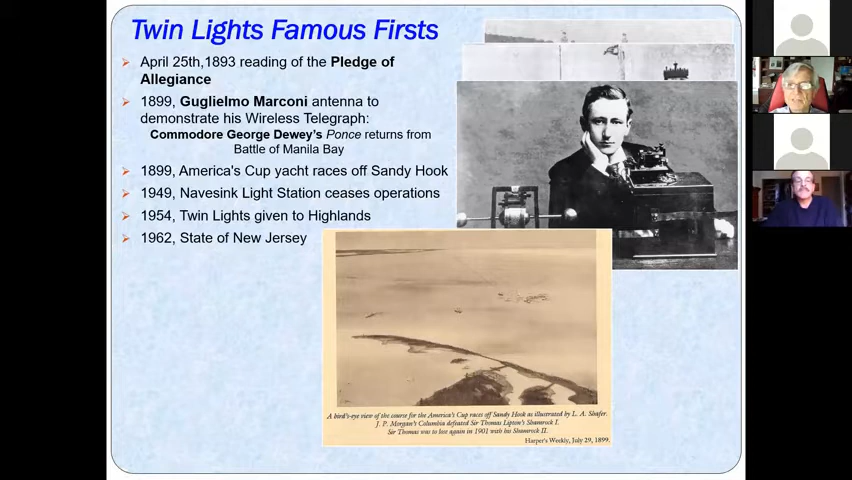 Twin Lights Famous Firsts
April 25th,1893 reading of the Pledge of
Allegiance
1899, Guglielmo Marconi antenna to
demonstrate his Wireless Telegraph:
Commodore George Dewey's Ponce returns from
Battle of Manila Bay
1899, America's Cup yacht races off Sandy Hook
1949, Navesink Light Station ceases operations
1954, Twin Lights given to Highlands
1962, State of New Jersey
A bird's-eye view of the course for the America's Cup races off Sandy Hook as illustrated by L. A. Shafer.
J. P. Morgan's Columbia defeated Sir Thomas Lipton's Shamrock I.
Sir Thomas was to lose again in 1901 with his Shamrock II.
Harper's Weekly, July 29, 1899.